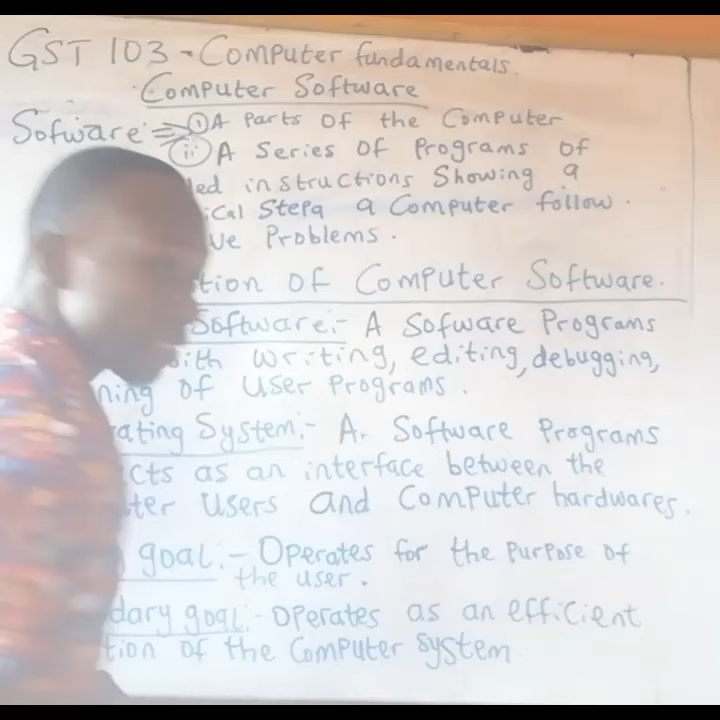 GST 103 - Computer fundamentals.
Computer Software
Sofware => (i) A Parts Of the Computer
(ii) A Series Of Programs Of
led instructions Showing a
ical Stepa a Computer follow.
ve Problems.
tion Of Computer Software.
Software:- A Sofware Programs
ith writing, editing, debugging,
ning of User Programs.
ating System:- A. Software Programs
cts as an interface between the
ter Users and Computer hardwares.
goal:- Operates for the Purpose of
the user.
dary goal:- Operates as an efficient
tion of the Computer system